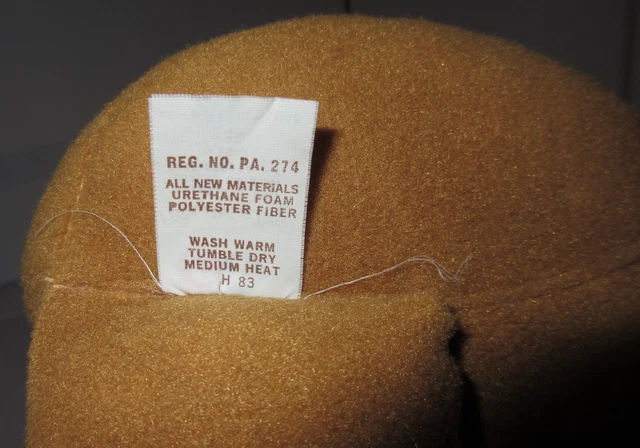 REG. NO. PA. 274
ALL NEW MATERIALS
URETHANE FOAM
POLYESTER FIBER
WASH WARM
TUMBLE DRY
MEDIUM HEAT
H 83